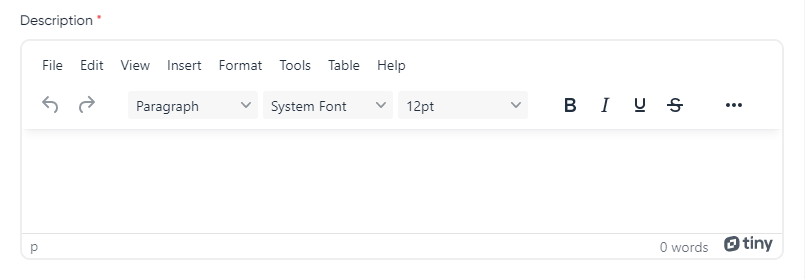 Description *
File Edit View Insert Format Tools Table Help
Paragraph System Font 12pt B I U S ...
p 0 words tiny